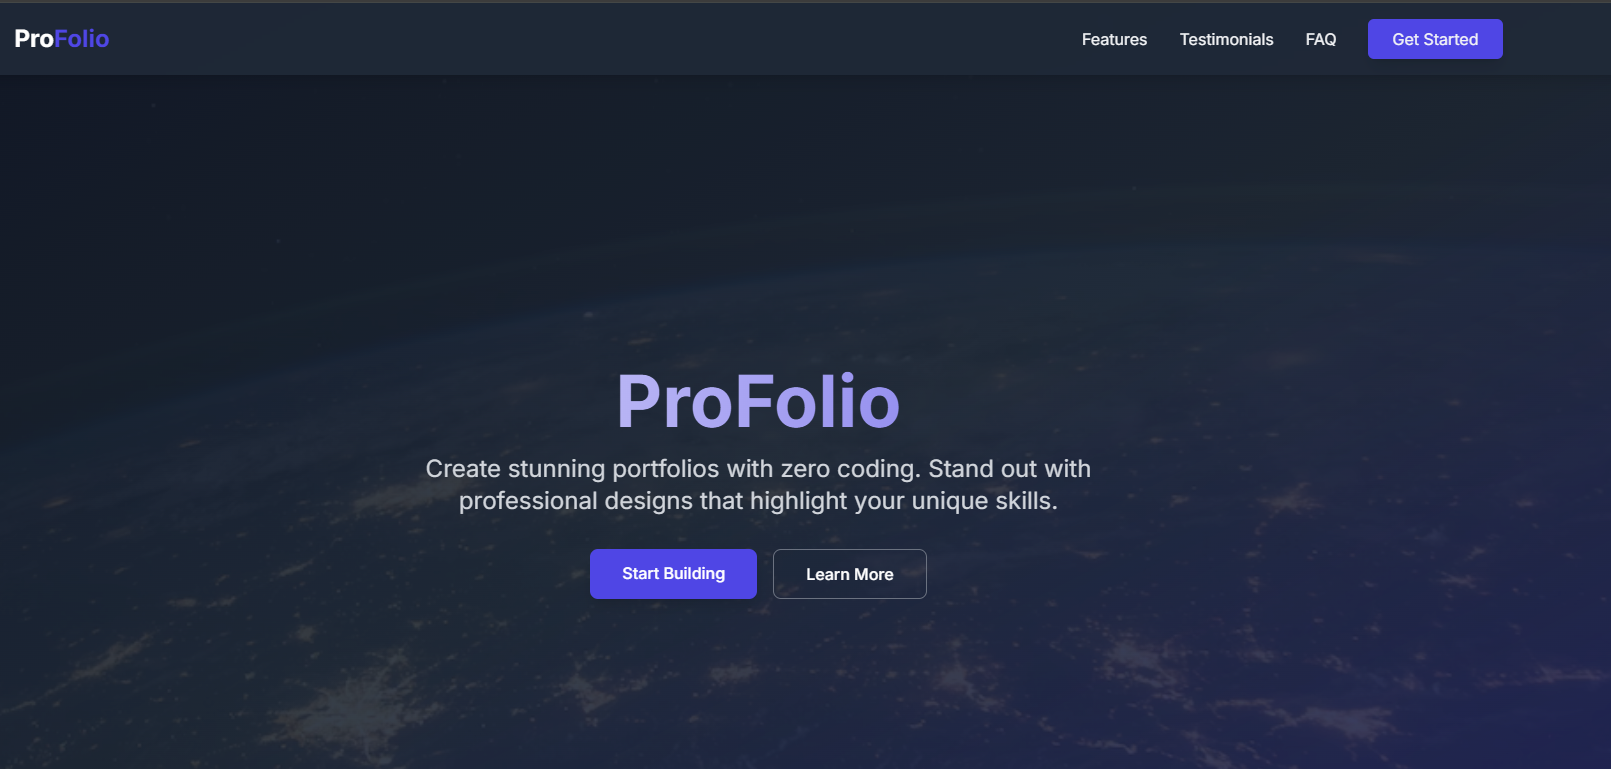 ProFolio
Features
Testimonials
FAQ
Get Started
ProFolio
Create stunning portfolios with zero coding. Stand out with
professional designs that highlight your unique skills.
Start Building
Learn More